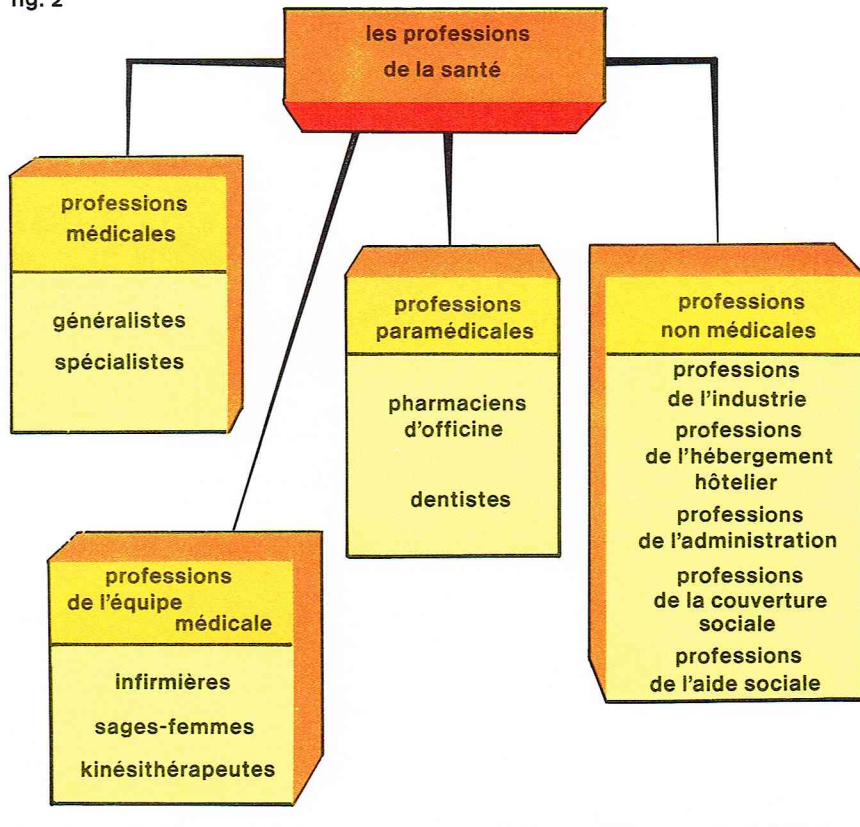 fig. 2
les professions
de la santé
professions
médicales
généralistes
spécialistes
professions
de l'équipe
médicale
infirmières
sages-femmes
kinésithérapeutes
professions
paramédicales
pharmaciens
d'officine
dentistes
professions
non médicales
professions
de l'industrie
professions
de l'hébergement
hôtelier
professions
de l'administration
professions
de la couverture
sociale
professions
de l'aide sociale